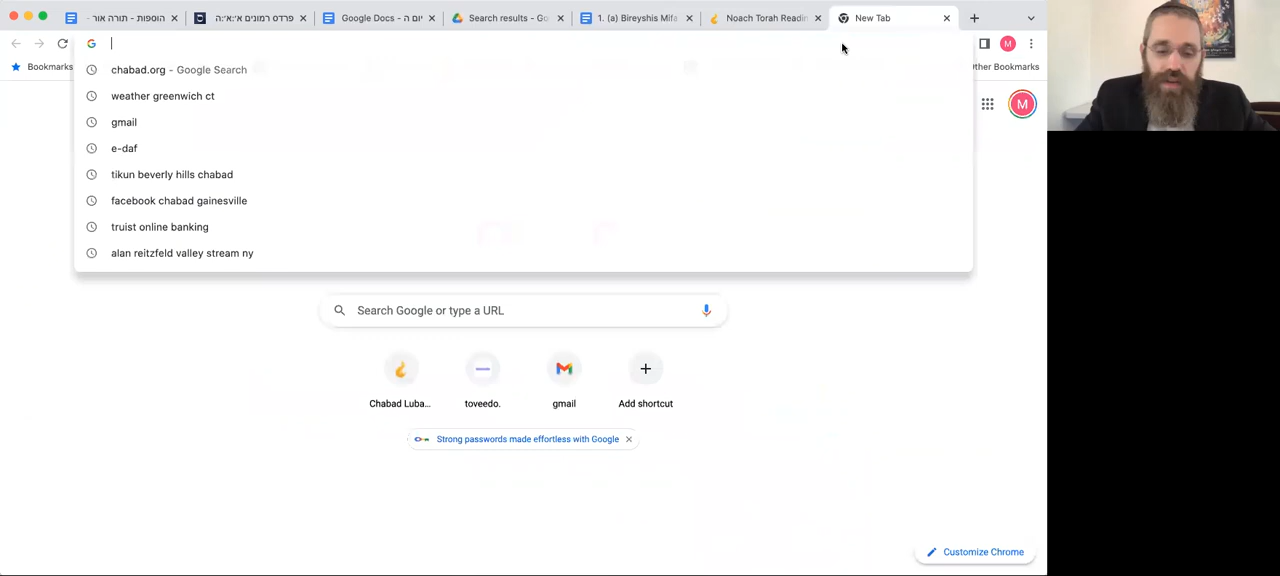 הוספות - תורה אור
פרדס רמונים א׳:א׳:ה
Google Docs - יום ה
Search results - Go
1. (a) Bireyshis Mifa
Noach Torah Readin
New Tab
Bookmarks
Other Bookmarks
M
chabad.org - Google Search
weather greenwich ct
gmail
e-daf
tikun beverly hills chabad
facebook chabad gainesville
truist online banking
alan reitzfeld valley stream ny
M
Search Google or type a URL
Chabad Luba...
toveedo.
gmail
Add shortcut
Strong passwords made effortless with Google
Customize Chrome